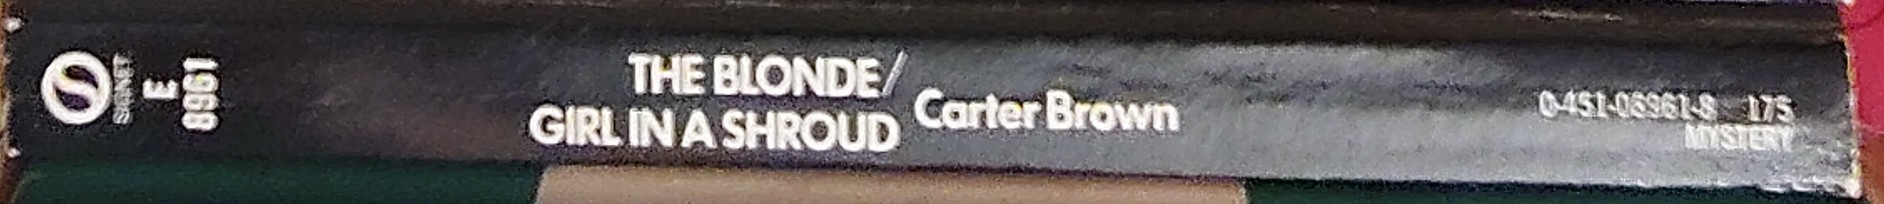 SIGNET
E
8961
THE BLONDE/
GIRL IN A SHROUD
Carter Brown
0-451-08961-8 175
MYSTERY